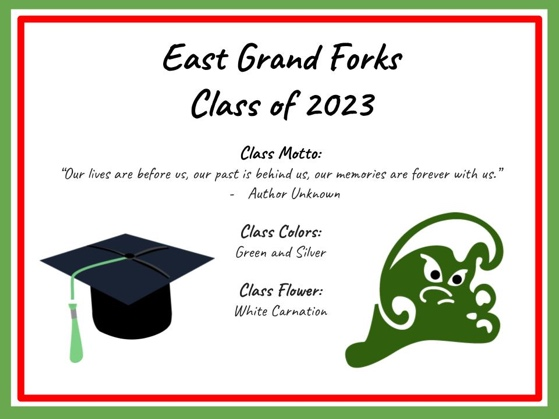 East Grand Forks
Class of 2023
Class Motto:
“Our lives are before us, our past is behind us, our memories are forever with us.”
- Author Unknown
Class Colors:
Green and Silver
Class Flower:
White Carnation